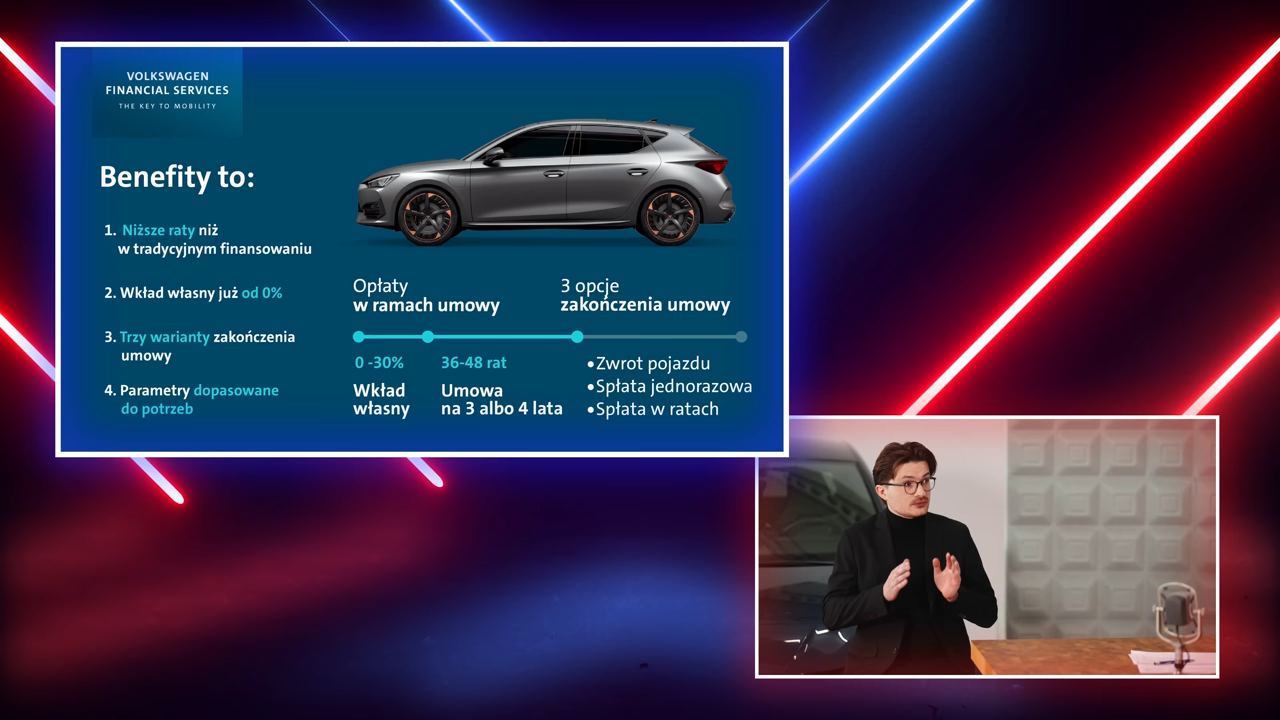 VOLKSWAGEN
FINANCIAL SERVICES
THE KEY TO MOBILITY
Benefity to:
1. Niższe raty niż
w tradycyjnym finansowaniu
2. Wkład własny już od 0%
3. Trzy warianty zakończenia
umowy
4. Parametry dopasowane
do potrzeb
Opłaty
w ramach umowy
3 opcje
zakończenia umowy
0 -30%
Wkład
własny
36-48 rat
Umowa
na 3 albo 4 lata
•Zwrot pojazdu
•Spłata jednorazowa
•Spłata w ratach